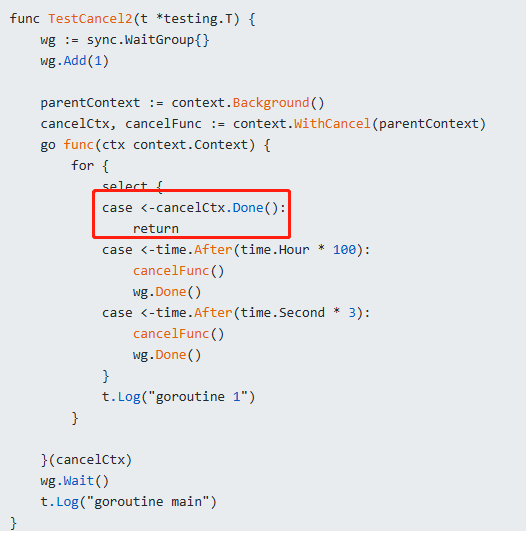 func TestCancel2(t *testing.T) {
    wg := sync.WaitGroup{}
    wg.Add(1)

    parentContext := context.Background()
    cancelCtx, cancelFunc := context.WithCancel(parentContext)
    go func(ctx context.Context) {
        for {
            select {
            case <-cancelCtx.Done():
                return
            case <-time.After(time.Hour * 100):
                cancelFunc()
                wg.Done()
            case <-time.After(time.Second * 3):
                cancelFunc()
                wg.Done()
            }
            t.Log("goroutine 1")
        }

    }(cancelCtx)
    wg.Wait()
    t.Log("goroutine main")
}